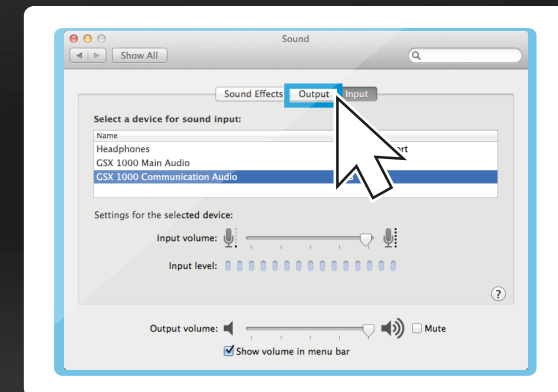 Sound
Show All
Sound Effects Output Input
Select a device for sound input:
Name
Headphones
GSX 1000 Main Audio
GSX 1000 Communication Audio
Settings for the selected device:
Input volume:
Input level:
?
Output volume: Mute
Show volume in menu bar